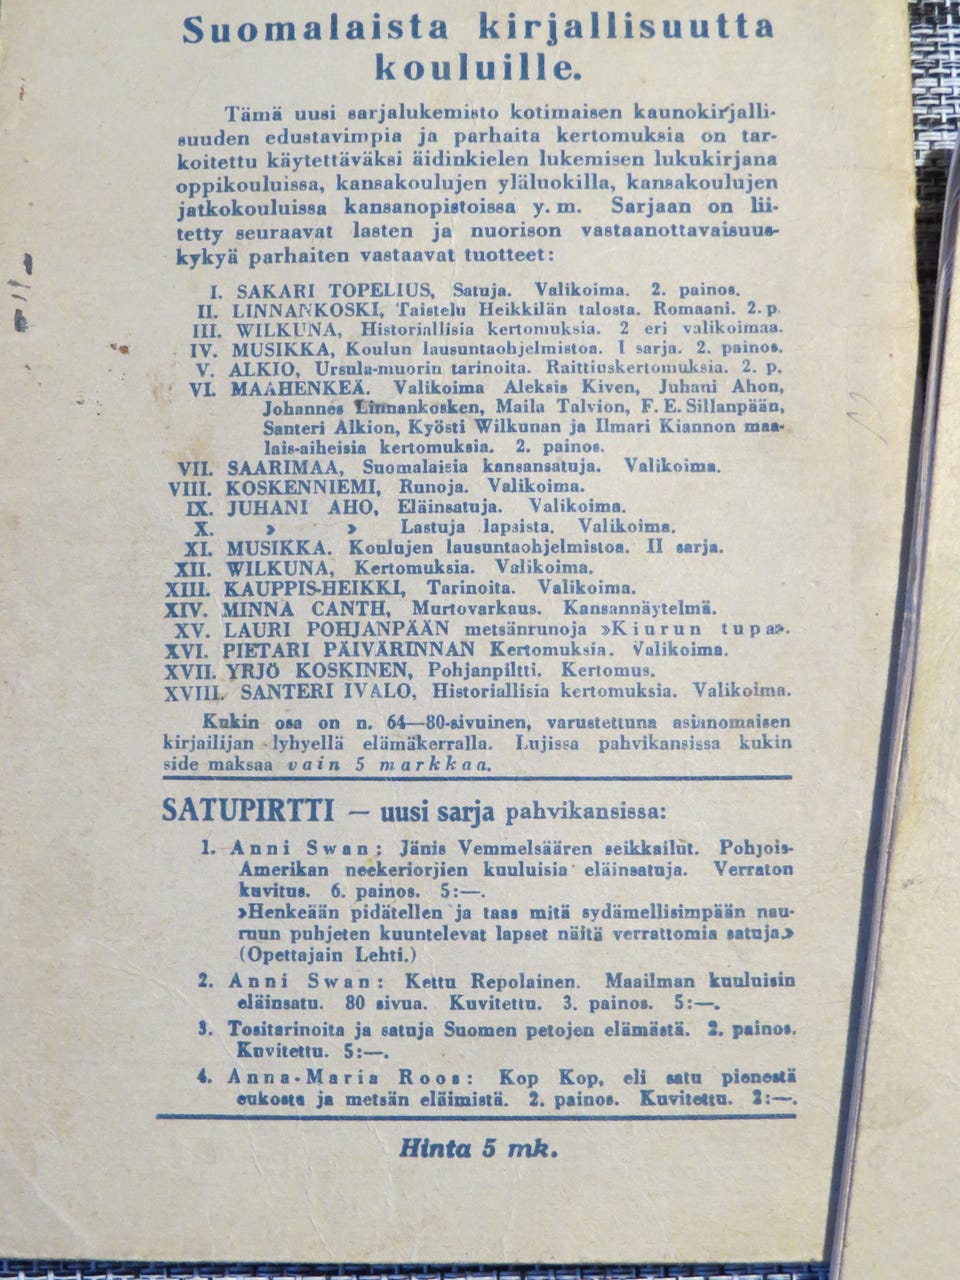 Suomalaista kirjallisuutta
kouluille.
Tämä uusi sarjalukemisto kotimaisen kaunokirjalli-
suuden edustavimpia ja parhaita kertomuksia on tar-
koitettu käytettäväksi äidinkielen lukemisen lukukirjana
oppikouluissa, kansakoulujen yläluokilla, kansakoulujen
jatkokouluissa kansanopistoissa y. m. Sarjaan on lii-
tetty seuraavat lasten ja nuorison vastaanottavaisuus-
kykyä parhaiten vastaavat tuotteet:
I. SAKARI TOPELIUS, Satuja. Valikoima. 2. painos.
II. LINNANKOSKI, Taistelu Heikkilän talosta. Romaani. 2. p.
III. WILKUNA, Historiallisia kertomuksia. 2 eri valikoimaa.
IV. MUSIKKA, Koulun lausuntaohjelmistoa. I sarja. 2. painos.
V. ALKIO, Ursula-muorin tarinoita. Raittiuskertomuksia. 2. p.
VI. MAAHENKEÄ. Valikoima Aleksis Kiven, Juhani Ahon,
Johannes Linnankosken, Maila Talvion, F. E. Sillanpään,
Santeri Alkion, Kyösti Wilkunan ja Ilmari Kiannon maa-
lais-aiheisia kertomuksia. 2. painos.
VII. SAARIMAA, Suomalaisia kansansatuja. Valikoima.
VIII. KOSKENNIEMI, Runoja. Valikoima.
IX. JUHANI AHO, Eläinsatuja. Valikoima.
X. » » Lastuja lapsista. Valikoima.
XI. MUSIKKA. Koulujen lausuntaohjelmistoa. II sarja.
XII. WILKUNA, Kertomuksia. Valikoima.
XIII. KAUPPIS-HEIKKI, Tarinoita. Valikoima.
XIV. MINNA CANTH, Murtovarkaus. Kansannäytelmä.
XV. LAURI POHJANPÄÄN metsänrunoja »Kiurun tupa».
XVI. PIETARI PÄIVÄRINNAN Kertomuksia. Valikoima.
XVII. YRJÖ KOSKINEN, Pohjanpiltti. Kertomus.
XVIII. SANTERI IVALO, Historiallisia kertomuksia. Valikoima.
Kukin osa on n. 64—80-sivuinen, varustettuna asianomaisen
kirjailijan lyhyellä elämäkerralla. Lujissa pahvikansissa kukin
side maksaa vain 5 markkaa.
SATUPIRTTI — uusi sarja pahvikansissa:
1. Anni Swan: Jänis Vemmelsäären seikkailut. Pohjois-
Amerikan neekeriorjien kuuluisia eläinsatuja. Verraton
kuvitus. 6. painos. 5:—.
»Henkeään pidätellen ja taas mitä sydämellisimpään nau-
ruun puhjeten kuuntelevat lapset näitä verrattomia satuja.»
(Opettajain Lehti.)
2. Anni Swan: Kettu Repolainen. Maailman kuuluisin
eläinsatu. 80 sivua. Kuvitettu. 3. painos. 5:—.
3. Tositarinoita ja satuja Suomen petojen elämästä. 2. painos.
Kuvitettu. 5:—.
4. Anna-Maria Roos: Kop Kop, eli satu pienestä
eukosta ja metsän eläimistä. 2. painos. Kuvitettu. 2:—.
Hinta 5 mk.